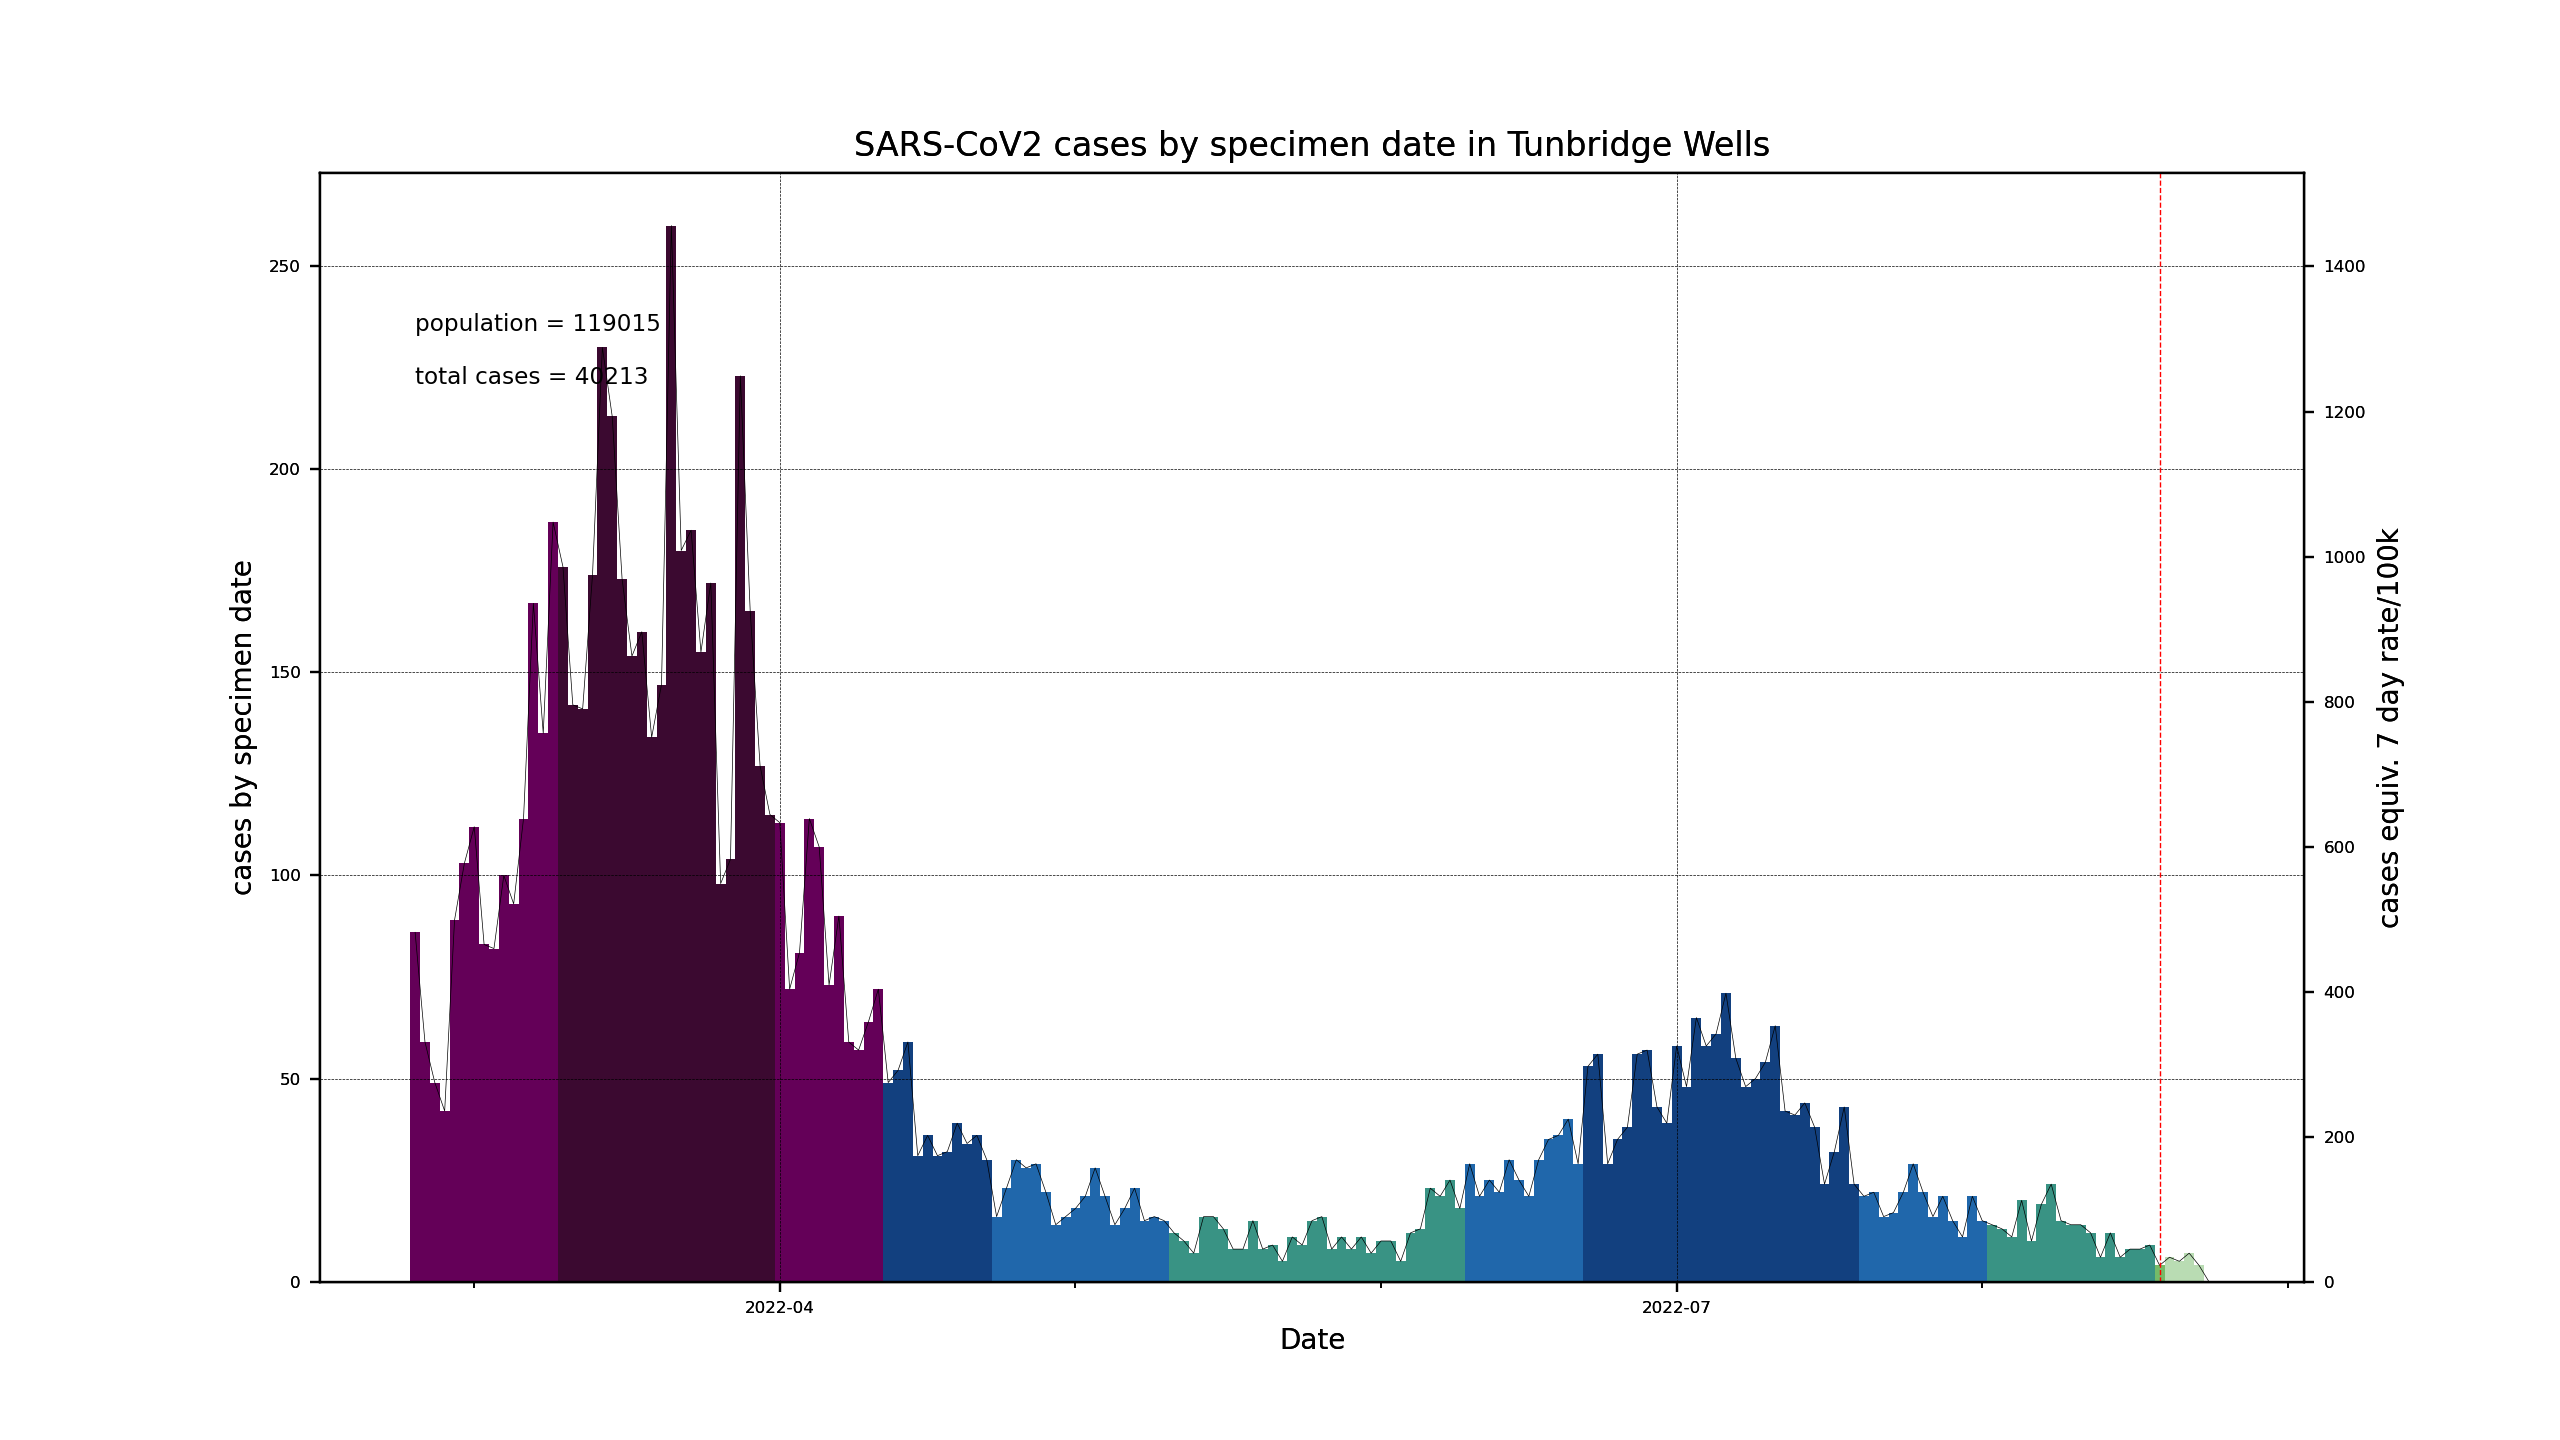 SARS-CoV2 cases by specimen date in Tunbridge Wells
population = 119015
total cases = 40213
cases by specimen date
250
200
150
100
50
0
1400
1200
1000
800
600
400
200
0
cases equiv. 7 day rate/100k
2022-04
2022-07
Date